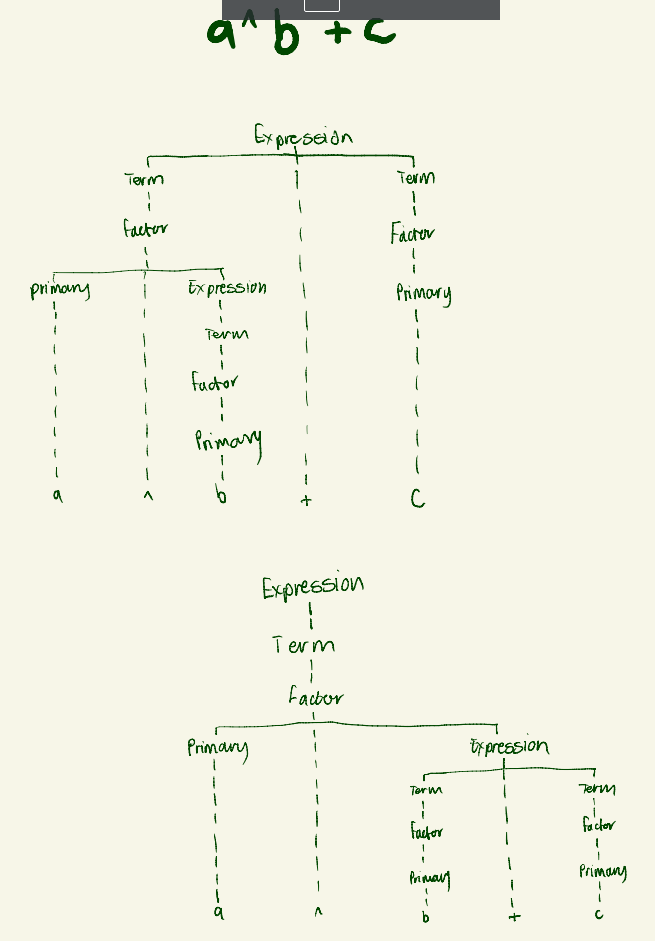 a^b + c
Expression
Term Term
factor Factor
primary Expression Primary
Term
factor
Primary
a ^ b + C
Expression
Term
factor
Primary Expression
Term Term
factor factor
Primary Primary
a ^ b + c